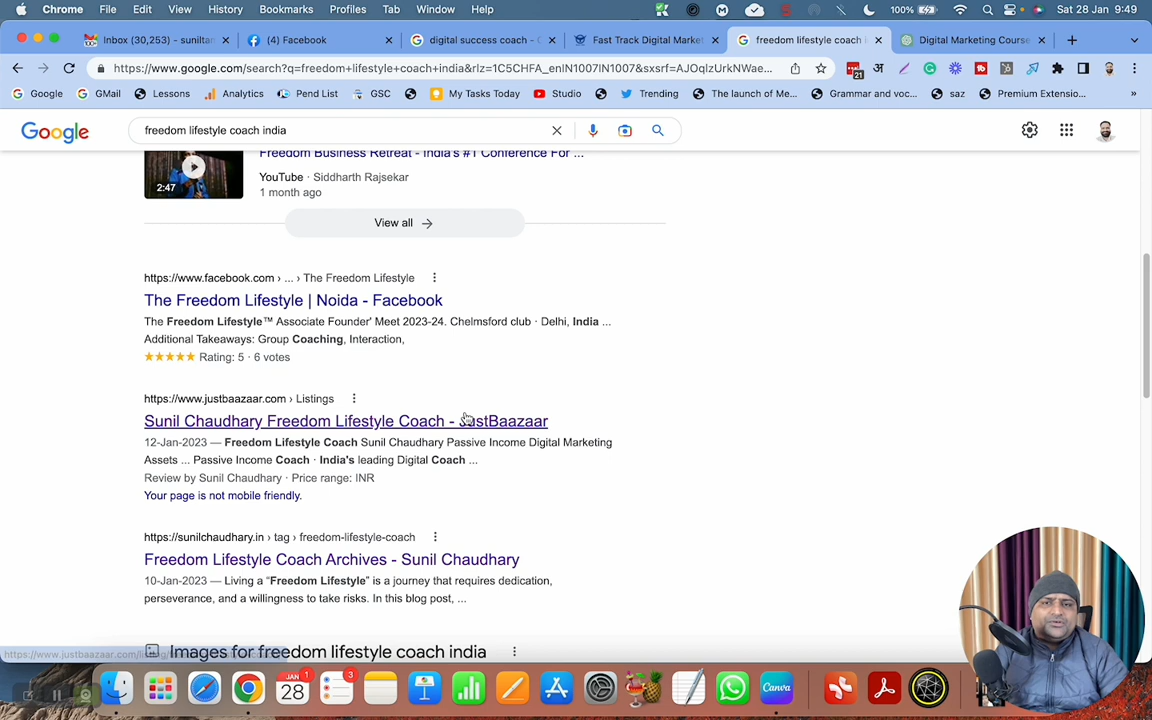 Chrome File Edit View History Bookmarks Profiles Tab Window Help 100% Sat 28 Jan 9:49
Inbox (30,253) - suniltan (4) Facebook digital success coach - Fast Track Digital Market freedom lifestyle coach i Digital Marketing Course
https://www.google.com/search?q=freedom+lifestyle+coach+india&rlz=1C5CHFA_enIN1007IN1007&sxsrf=AJOqlzUrkNWae... 21 अ
Google GMail Lessons Analytics Pend List GSC My Tasks Today Studio Trending The launch of Me... Grammar and voc... saz Premium Extensio... »
Google freedom lifestyle coach india
Freedom Business Retreat - India's #1 Conference For ...
2:47 YouTube · Siddharth Rajsekar
1 month ago
View all
https://www.facebook.com › ... › The Freedom Lifestyle
The Freedom Lifestyle | Noida - Facebook
The Freedom Lifestyle™ Associate Founder' Meet 2023-24. Chelmsford club · Delhi, India ...
Additional Takeaways: Group Coaching, Interaction,
Rating: 5 · 6 votes
https://www.justbaazaar.com › Listings
Sunil Chaudhary Freedom Lifestyle Coach - JustBaazaar
12-Jan-2023 — Freedom Lifestyle Coach Sunil Chaudhary Passive Income Digital Marketing
Assets ... Passive Income Coach · India's leading Digital Coach ...
Review by Sunil Chaudhary · Price range: INR
Your page is not mobile friendly.
https://sunilchaudhary.in › tag › freedom-lifestyle-coach
Freedom Lifestyle Coach Archives - Sunil Chaudhary
10-Jan-2023 — Living a “Freedom Lifestyle” is a journey that requires dedication,
perseverance, and a willingness to take risks. In this blog post, ...
Images for freedom lifestyle coach india
JAN 28 1 3 Canva